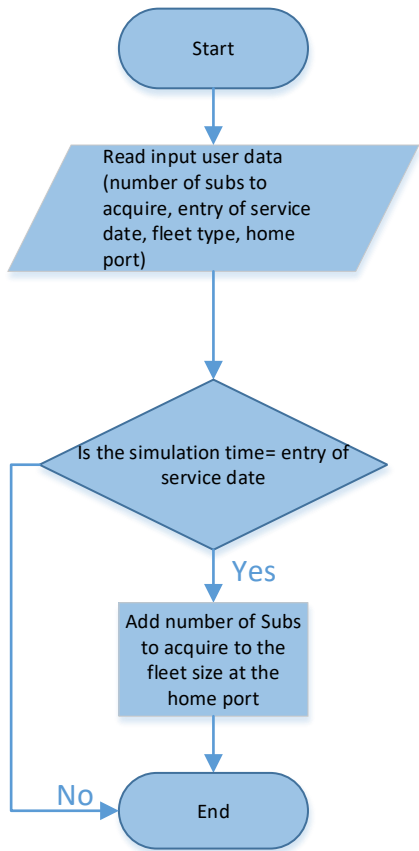 Start
Read input user data
(number of subs to
acquire, entry of service
date, fleet type, home
port)
Is the simulation time= entry of
service date
Yes
Add number of Subs
to acquire to the
fleet size at the
home port
No
End